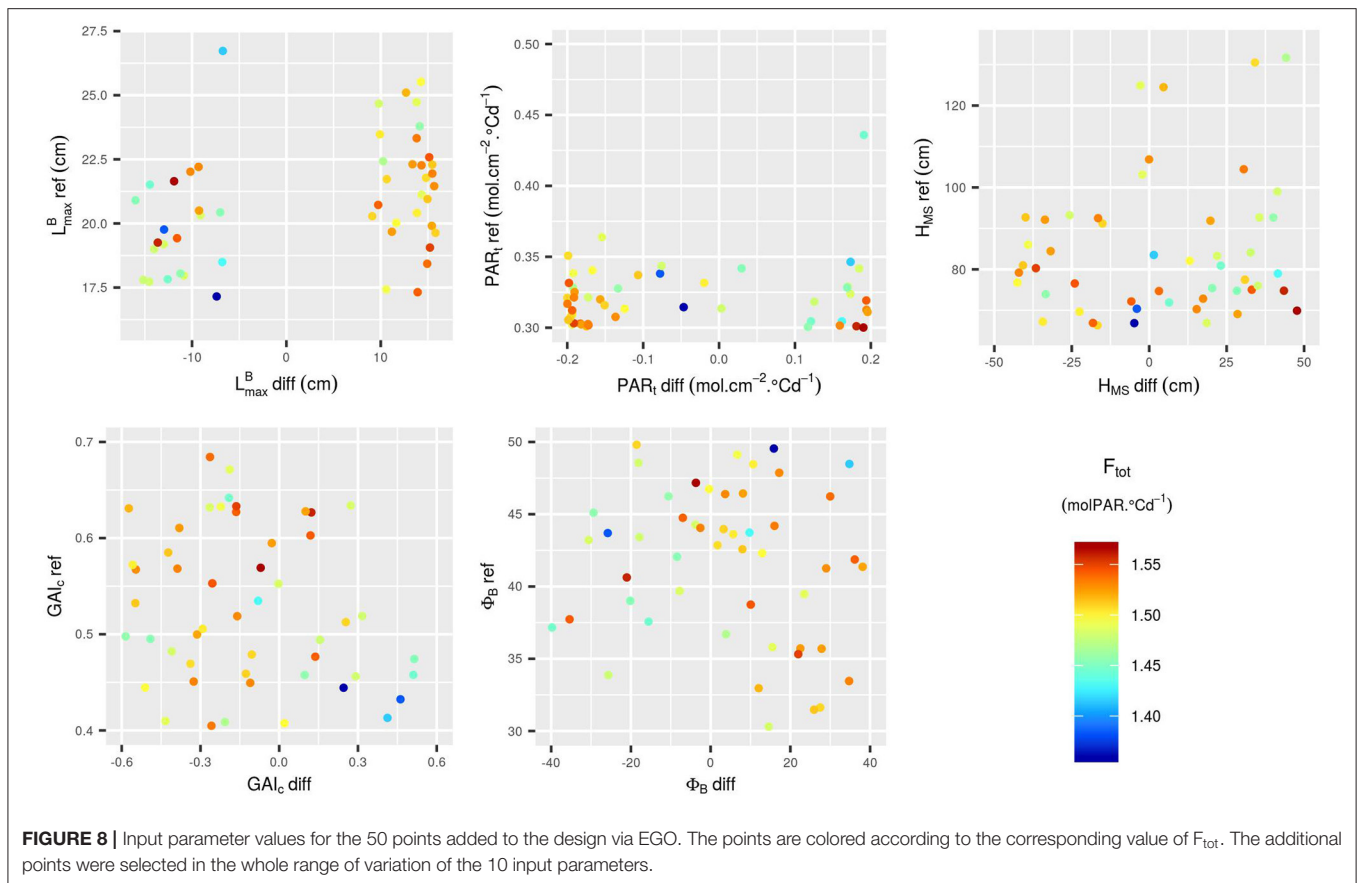 27.5
25.0
22.5
20.0
17.5
L^B_max ref (cm)
-10 0 10
L^B_max diff (cm)
0.50
0.45
0.40
0.35
0.30
PAR_t ref (mol.cm⁻².°Cd⁻¹)
-0.2 -0.1 0.0 0.1 0.2
PAR_t diff (mol.cm⁻².°Cd⁻¹)
120
100
80
H_MS ref (cm)
-50 -25 0 25 50
H_MS diff (cm)
0.7
0.6
0.5
0.4
GAI_c ref
-0.6 -0.3 0.0 0.3 0.6
GAI_c diff
50
45
40
35
30
Φ_B ref
-40 -20 0 20 40
Φ_B diff
F_tot
(molPAR.°Cd⁻¹)
1.55
1.50
1.45
1.40
FIGURE 8 | Input parameter values for the 50 points added to the design via EGO. The points are colored according to the corresponding value of F_tot. The additional
points were selected in the whole range of variation of the 10 input parameters.